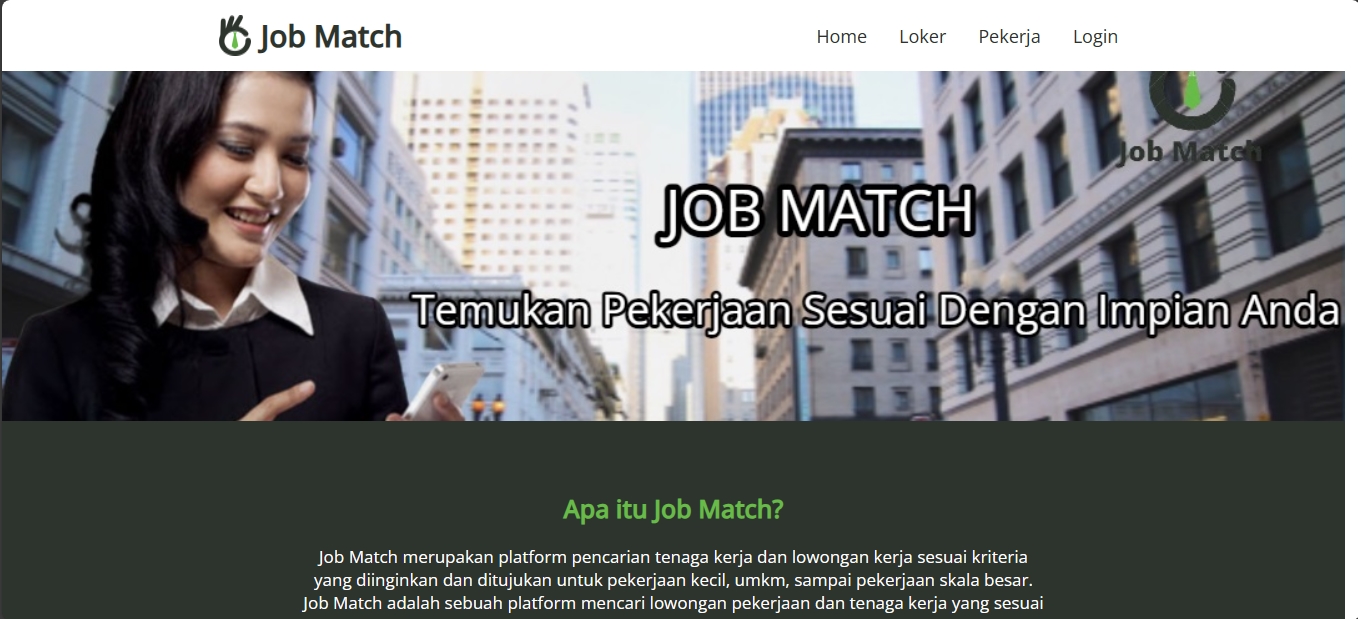 Job Match
Home Loker Pekerja Login
Job Match
JOB MATCH
Temukan Pekerjaan Sesuai Dengan Impian Anda
Apa itu Job Match?
Job Match merupakan platform pencarian tenaga kerja dan lowongan kerja sesuai kriteria
yang diinginkan dan ditujukan untuk pekerjaan kecil, umkm, sampai pekerjaan skala besar.
Job Match adalah sebuah platform mencari lowongan pekerjaan dan tenaga kerja yang sesuai